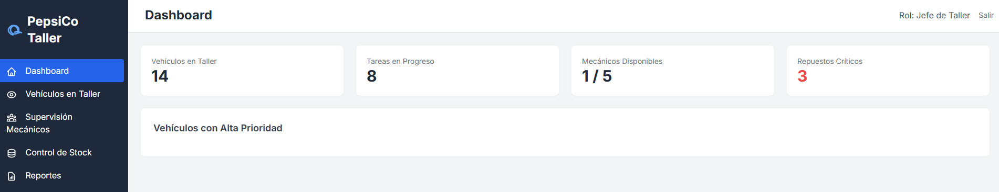 PepsiCo
Taller
Dashboard
Vehículos en Taller
Supervisión
Mecánicos
Control de Stock
Reportes
Dashboard
Rol: Jefe de Taller
Salir
Vehículos en Taller
14
Tareas en Progreso
8
Mecánicos Disponibles
1 / 5
Repuestos Críticos
3
Vehículos con Alta Prioridad